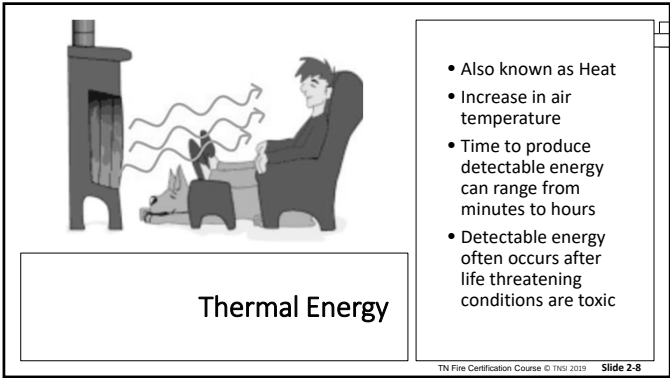 • Also known as Heat
• Increase in air
temperature
• Time to produce
detectable energy
can range from
minutes to hours
• Detectable energy
often occurs after
life threatening
conditions are toxic
Thermal Energy
TN Fire Certification Course © TNSI 2019 Slide 2-8